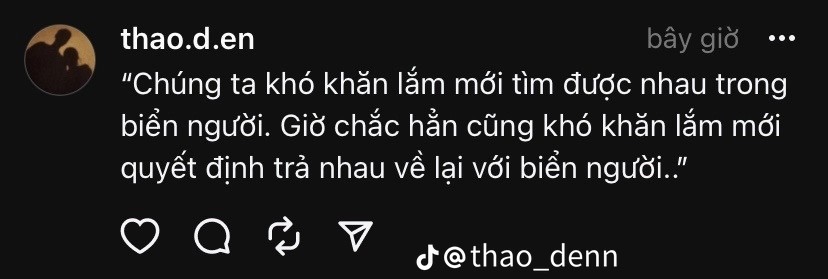 thao.d.en
bây giờ
“Chúng ta khó khăn lắm mới tìm được nhau trong
biển người. Giờ chắc hẳn cũng khó khăn lắm mới
quyết định trả nhau về lại với biển người..”
@thao_denn